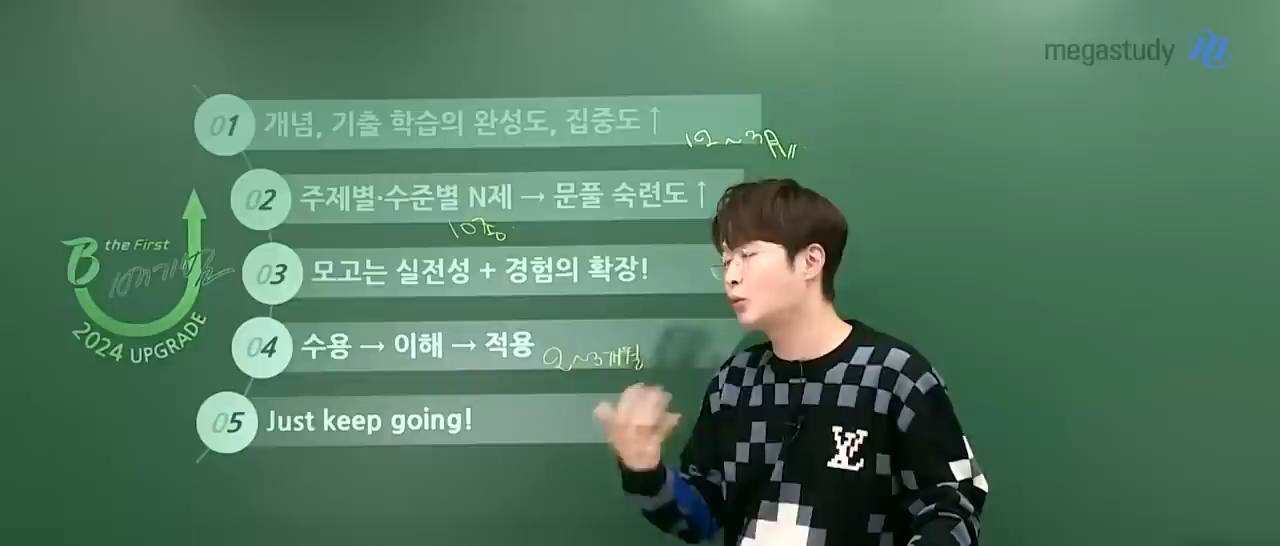 megastudy
01 개념, 기출 학습의 완성도, 집중도↑
12~3月
02 주제별·수준별 N제 → 문풀 숙련도↑
03 모고는 실전성 + 경험의 확장!
04 수용 → 이해 → 적용
2~3개월
05 Just keep going!
B the First
2024 UPGRADE